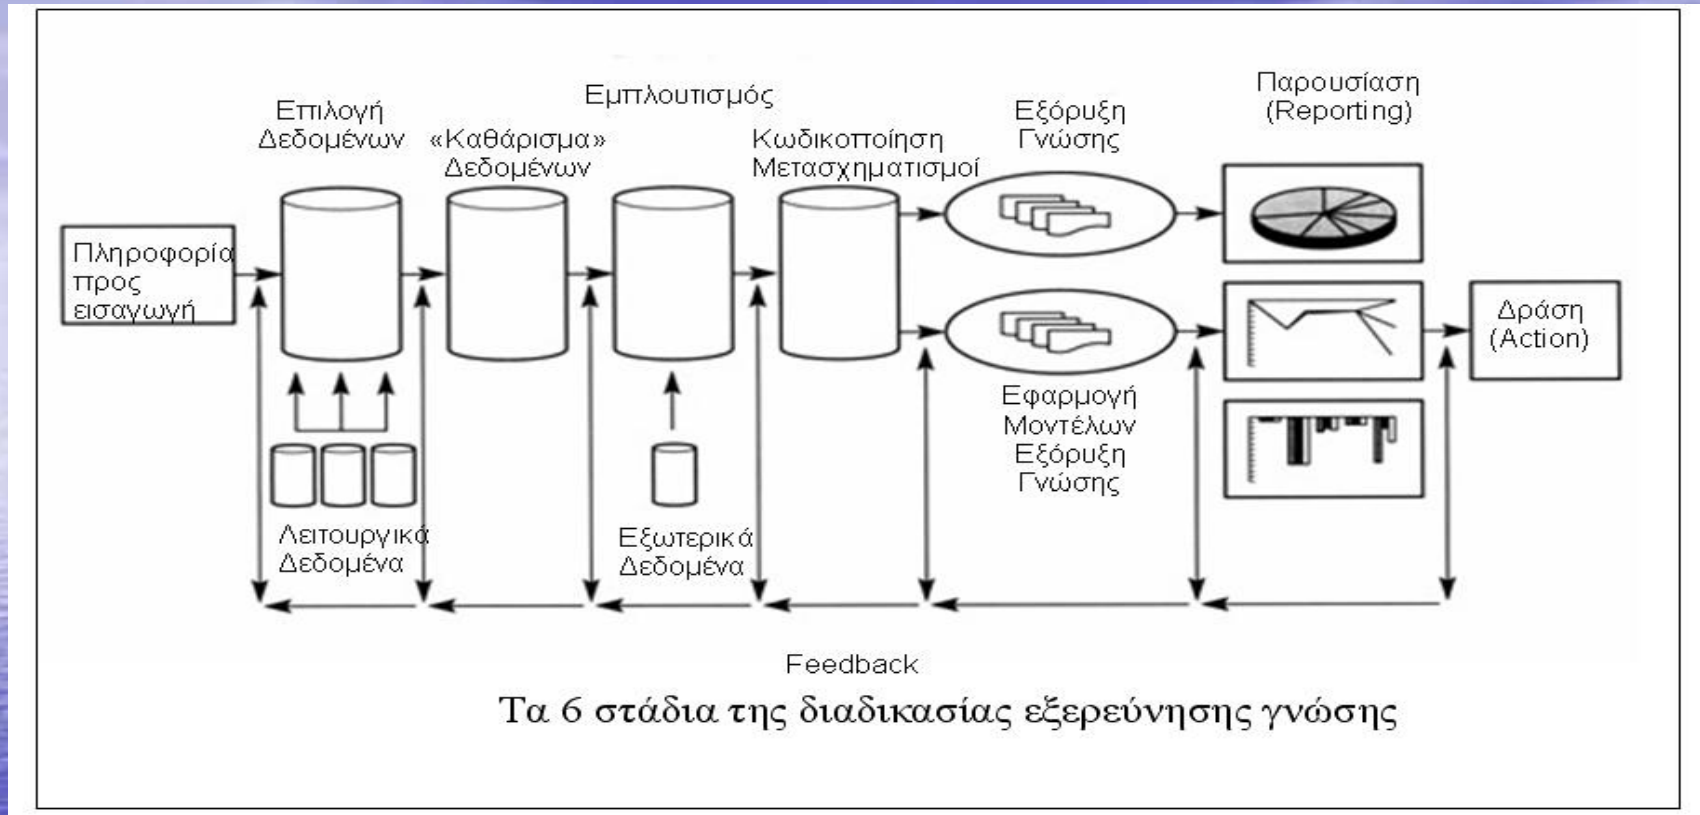 Πληροφορία
προς
εισαγωγή
Επιλογή
Δεδομένων
«Καθάρισμα»
Δεδομένων
Εμπλουτισμός
Κωδικοποίηση
Μετασχηματισμοί
Εξόρυξη
Γνώσης
Παρουσίαση
(Reporting)
Δράση
(Action)
Εφαρμογή
Μοντέλων
Εξόρυξη
Γνώσης
Λειτουργικά
Δεδομένα
Εξωτερικά
Δεδομένα
Feedback
Τα 6 στάδια της διαδικασίας εξερεύνησης γνώσης